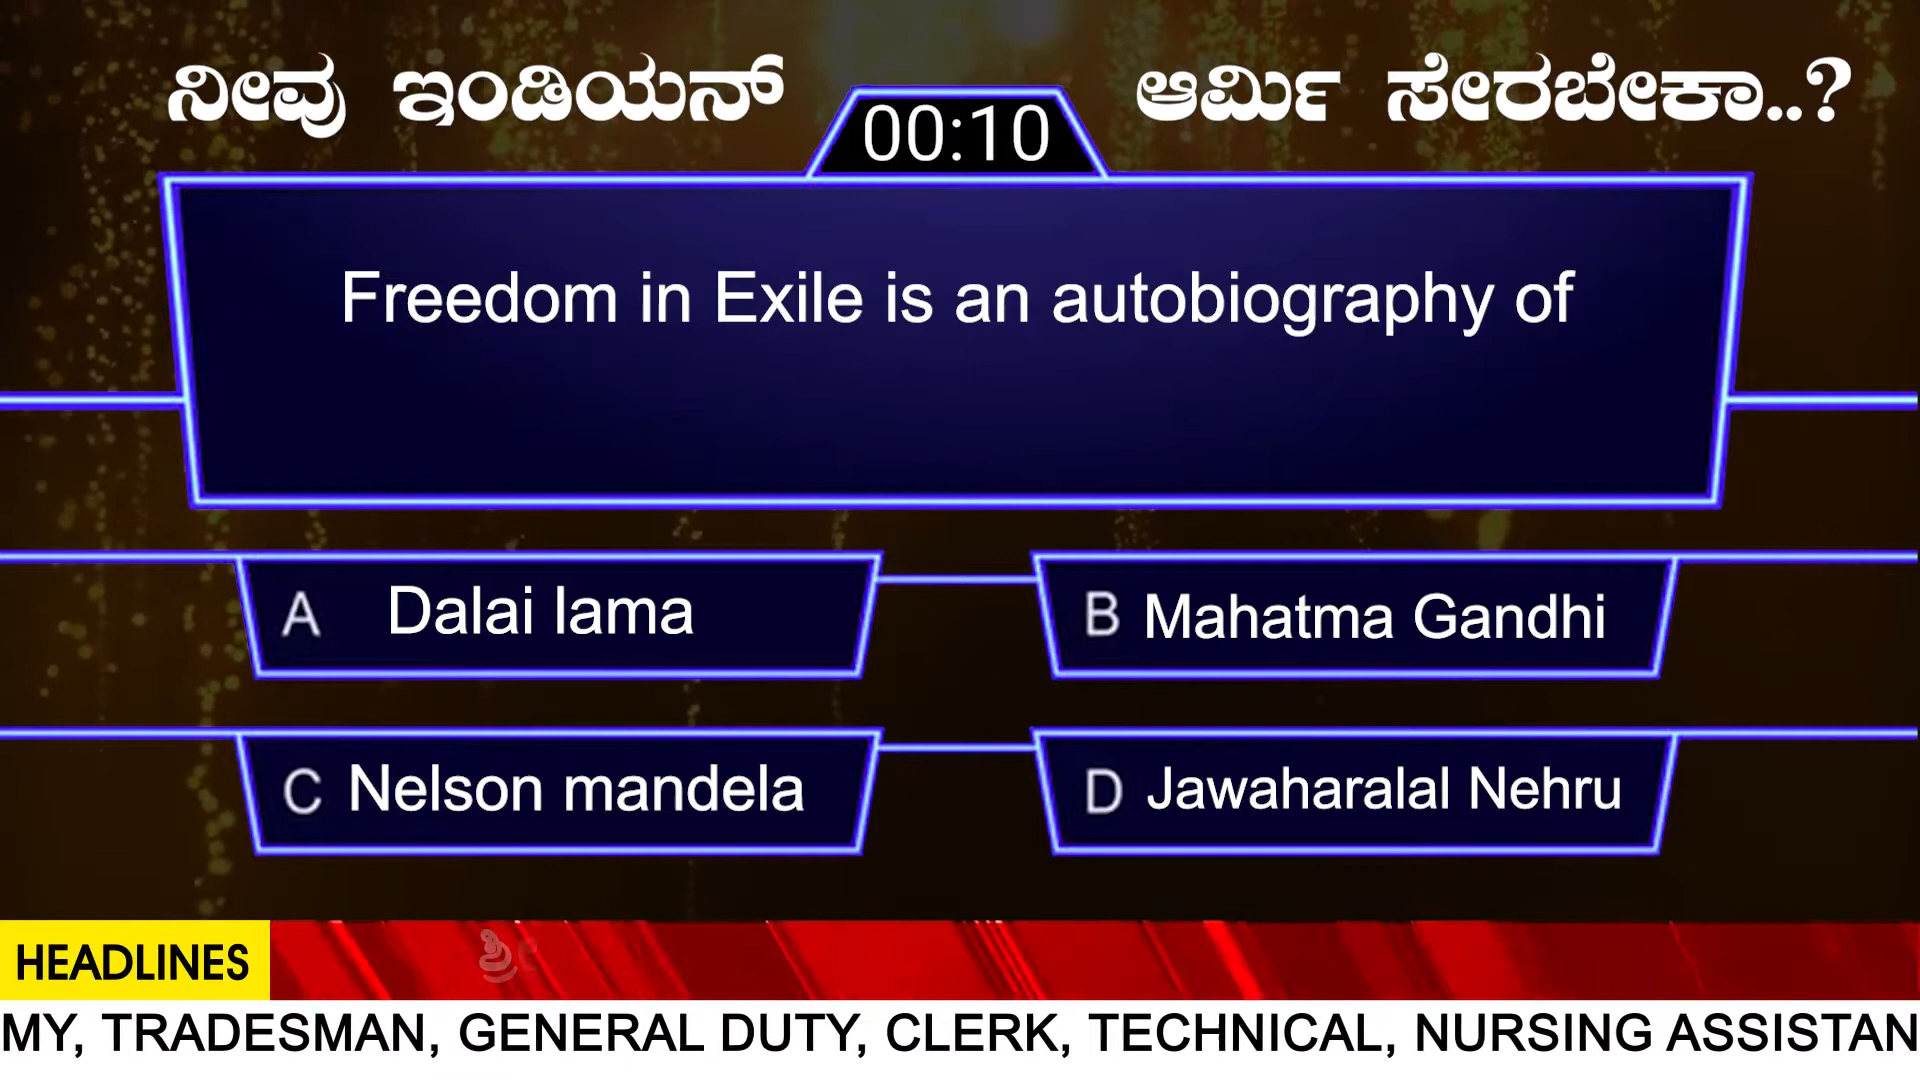 ನೀವು ಇಂಡಿಯನ್ ಆರ್ಮಿ ಸೇರಬೇಕಾ..?
00:10
Freedom in Exile is an autobiography of
A Dalai lama
B Mahatma Gandhi
C Nelson mandela
D Jawaharalal Nehru
HEADLINES
ಶ್ರೀ
MY, TRADESMAN, GENERAL DUTY, CLERK, TECHNICAL, NURSING ASSISTAN